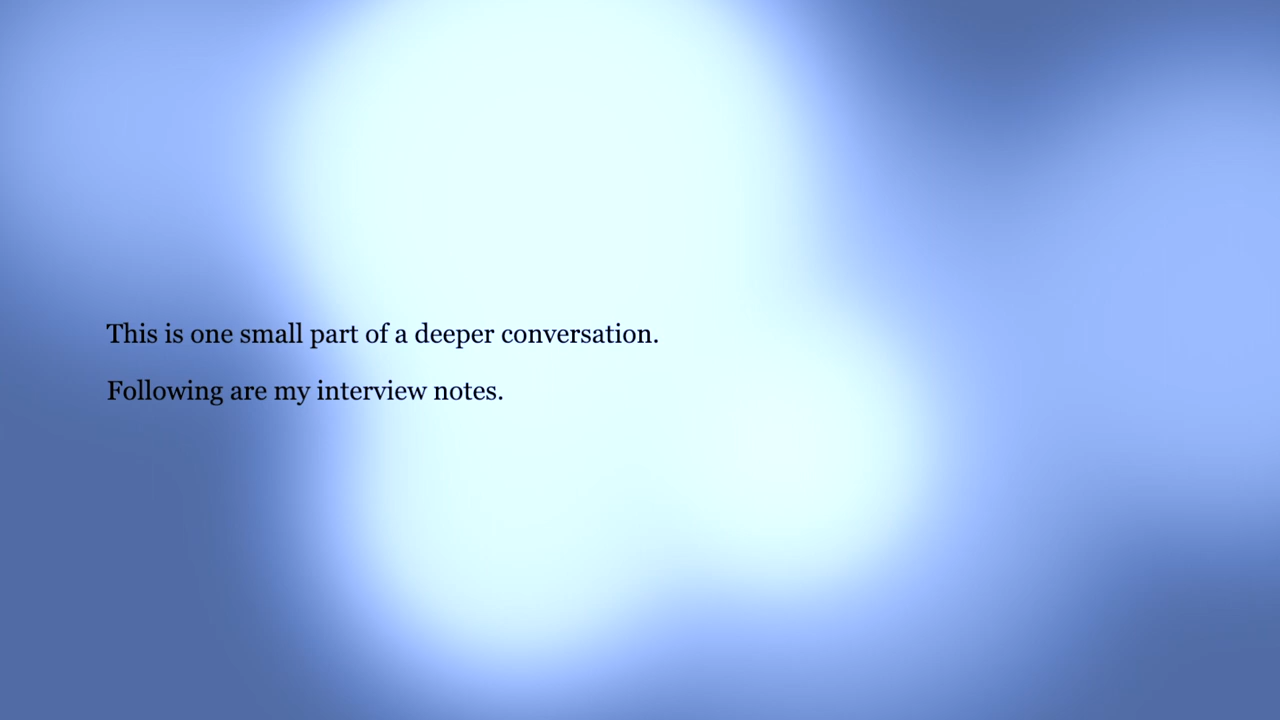 This is one small part of a deeper conversation.
Following are my interview notes.